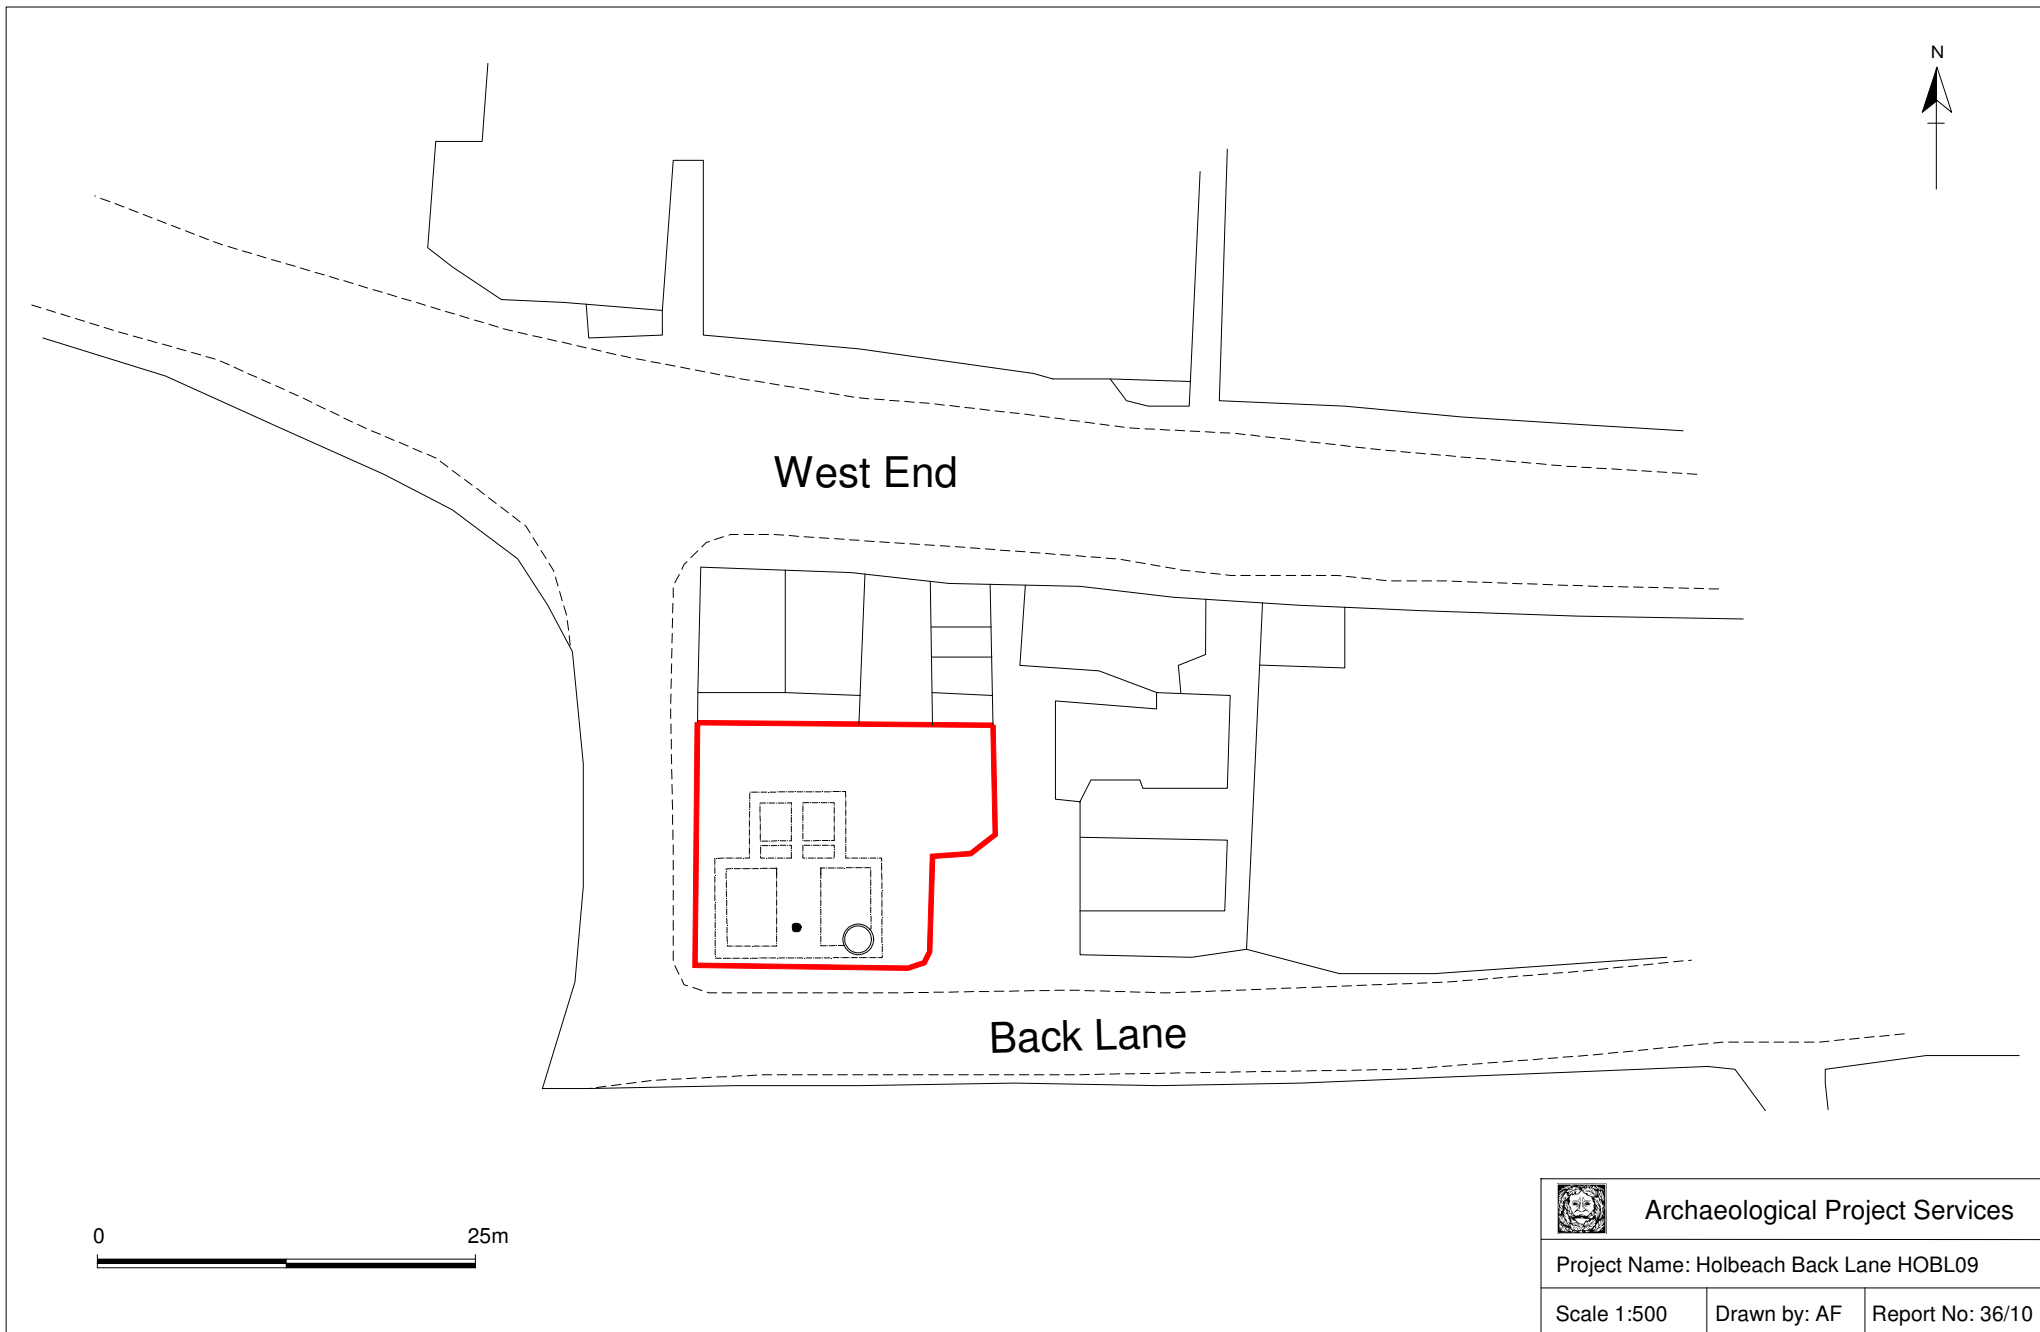 N
West End
Back Lane
0 25m
Archaeological Project Services
Project Name: Holbeach Back Lane HOBL09
Scale 1:500 Drawn by: AF Report No: 36/10